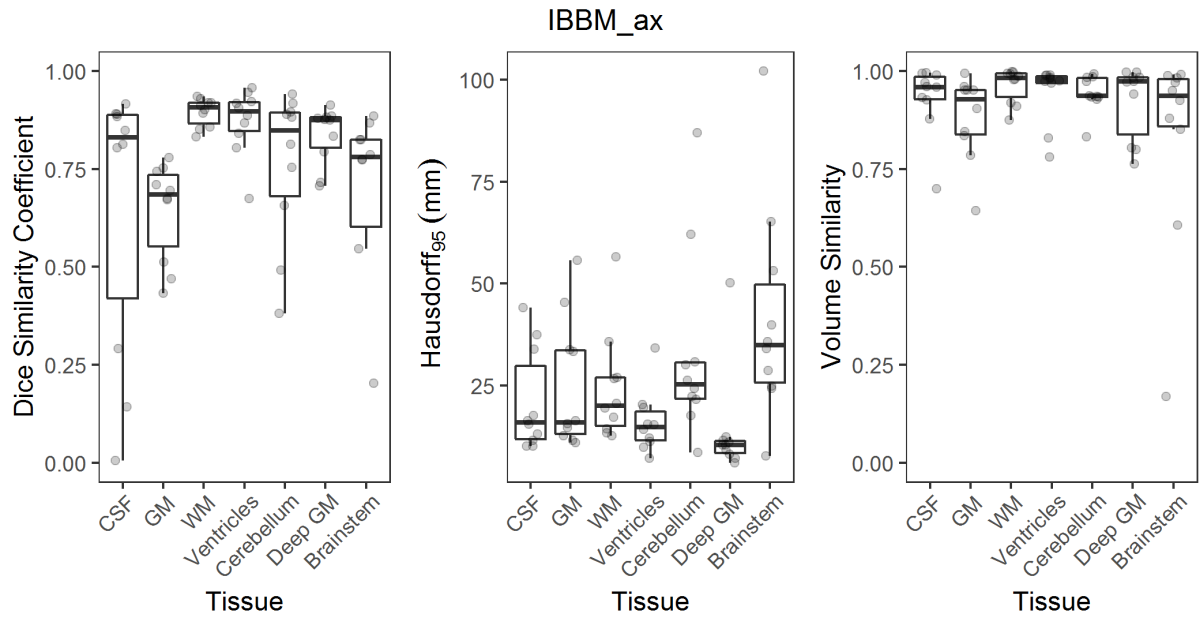 IBBM_ax
Dice Similarity Coefficient
1.00
0.75
0.50
0.25
0.00
CSF
GM
WM
Ventricles
Cerebellum
Deep GM
Brainstem
Tissue
Hausdorff95 (mm)
100
75
50
25
CSF
GM
WM
Ventricles
Cerebellum
Deep GM
Brainstem
Tissue
Volume Similarity
1.00
0.75
0.50
0.25
0.00
CSF
GM
WM
Ventricles
Cerebellum
Deep GM
Brainstem
Tissue